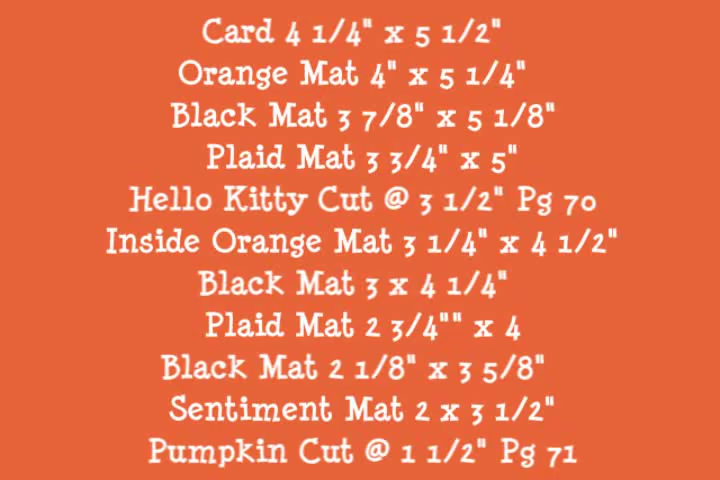 Card 4 1/4" x 5 1/2"
Orange Mat 4" x 5 1/4"
Black Mat 3 7/8" x 5 1/8"
Plaid Mat 3 3/4" x 5"
Hello Kitty Cut @ 3 1/2" Pg 70
Inside Orange Mat 3 1/4" x 4 1/2"
Black Mat 3 x 4 1/4"
Plaid Mat 2 3/4"" x 4
Black Mat 2 1/8" x 3 5/8"
Sentiment Mat 2 x 3 1/2"
Pumpkin Cut @ 1 1/2" Pg 71